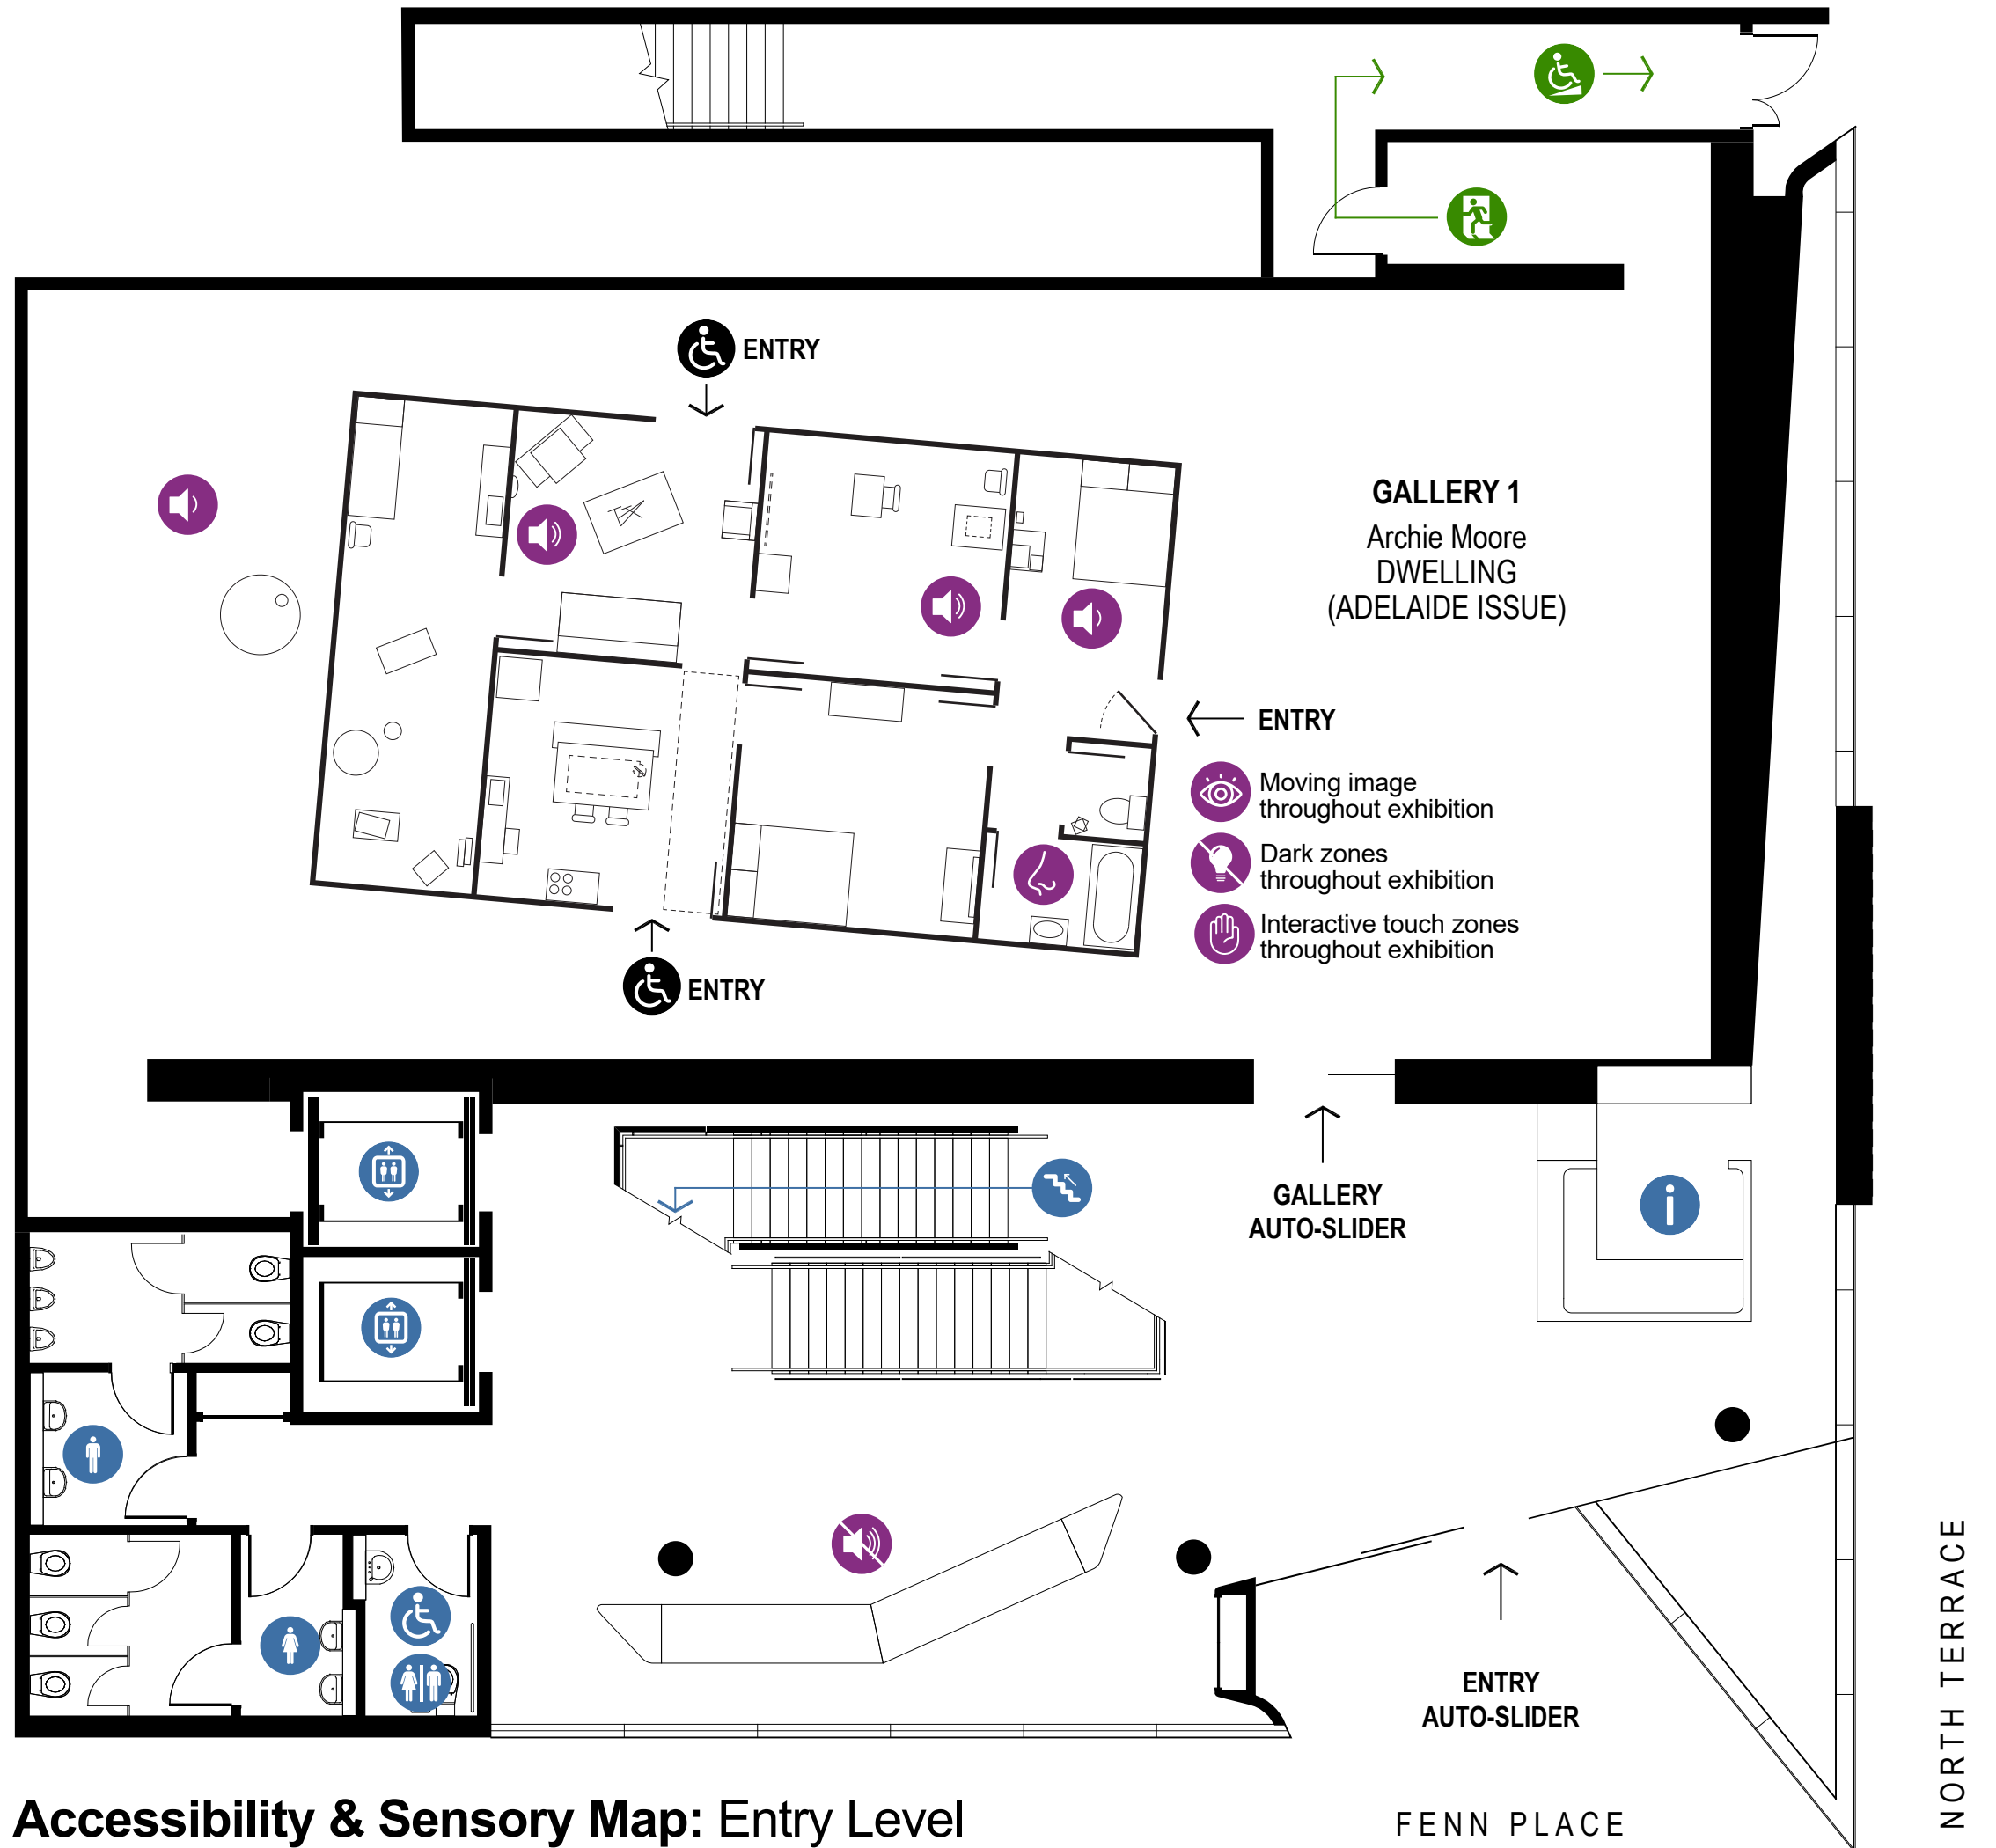 ENTRY
GALLERY 1
Archie Moore
DWELLING
(ADELAIDE ISSUE)
ENTRY
Moving image
throughout exhibition
Dark zones
throughout exhibition
Interactive touch zones
throughout exhibition
ENTRY
GALLERY
AUTO-SLIDER
i
ENTRY
AUTO-SLIDER
NORTH TERRACE
FENN PLACE
Accessibility & Sensory Map: Entry Level